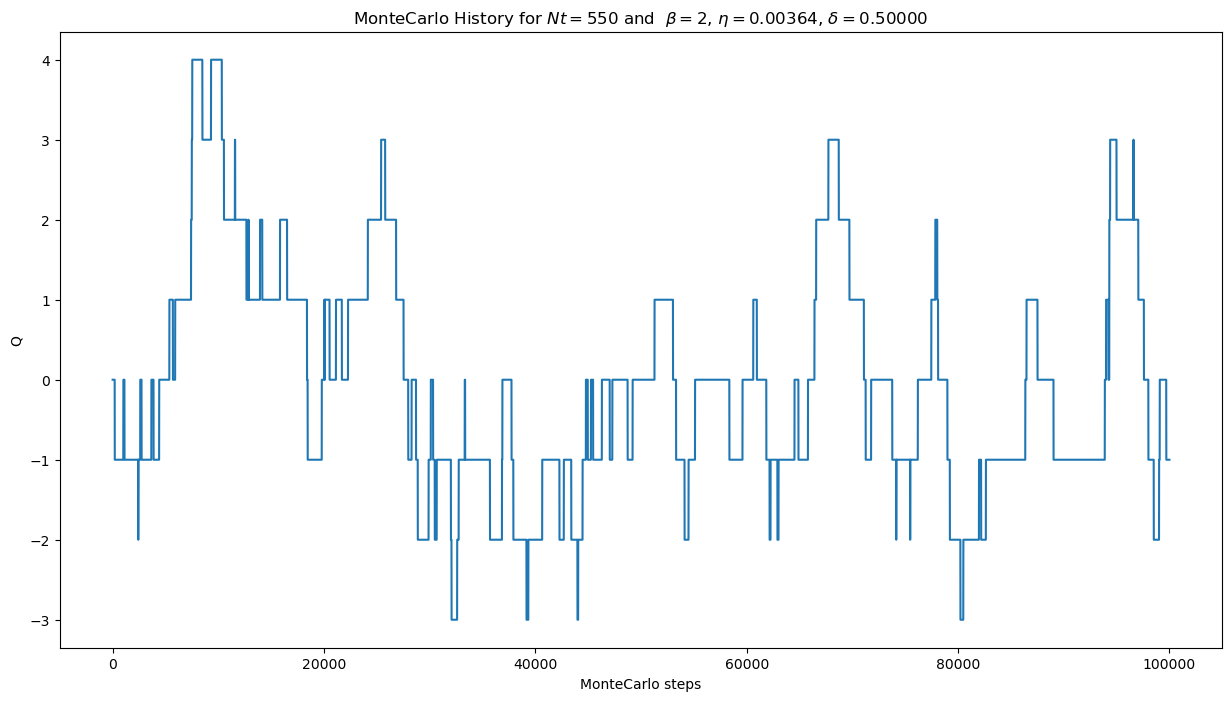 MonteCarlo History for $Nt = 550$ and $\beta = 2$, $\eta = 0.00364$, $\delta = 0.50000$
4
3
2
1
0
−1
−2
−3
Q
0 20000 40000 60000 80000 100000
MonteCarlo steps